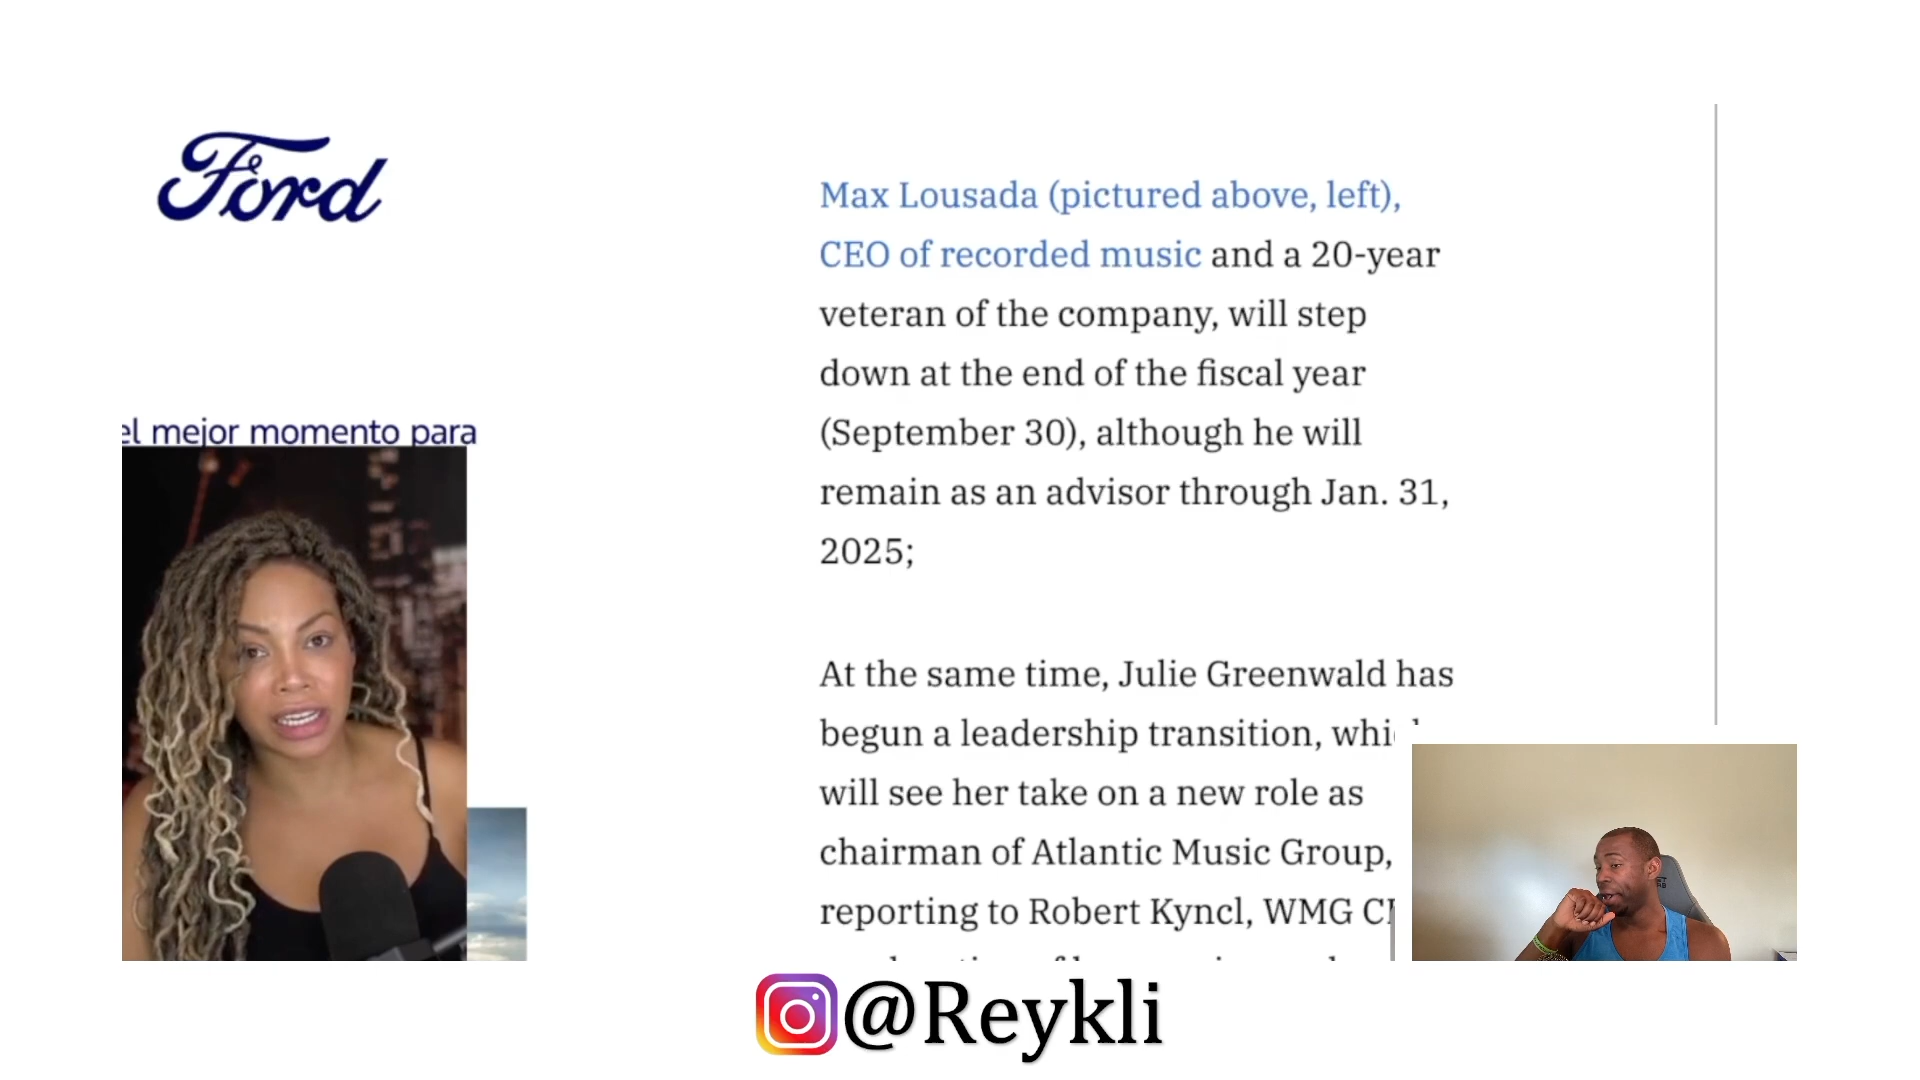 Ford
el mejor momento para
Max Lousada (pictured above, left),
CEO of recorded music and a 20-year
veteran of the company, will step
down at the end of the fiscal year
(September 30), although he will
remain as an advisor through Jan. 31,
2025;
At the same time, Julie Greenwald has
begun a leadership transition,
will see her take on a new role as
chairman of Atlantic Music Group,
reporting to Robert Kyncl, WMG
@Reykli